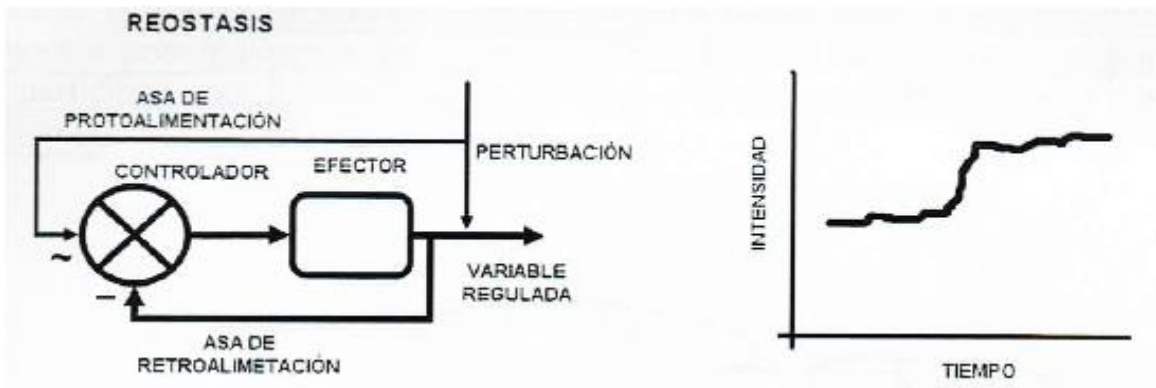 REOSTASIS
ASA DE
PROTOALIMENTACIÓN
PERTURBACIÓN
CONTROLADOR
EFECTOR
~
−
VARIABLE
REGULADA
ASA DE
RETROALIMETACIÓN
INTENSIDAD
TIEMPO